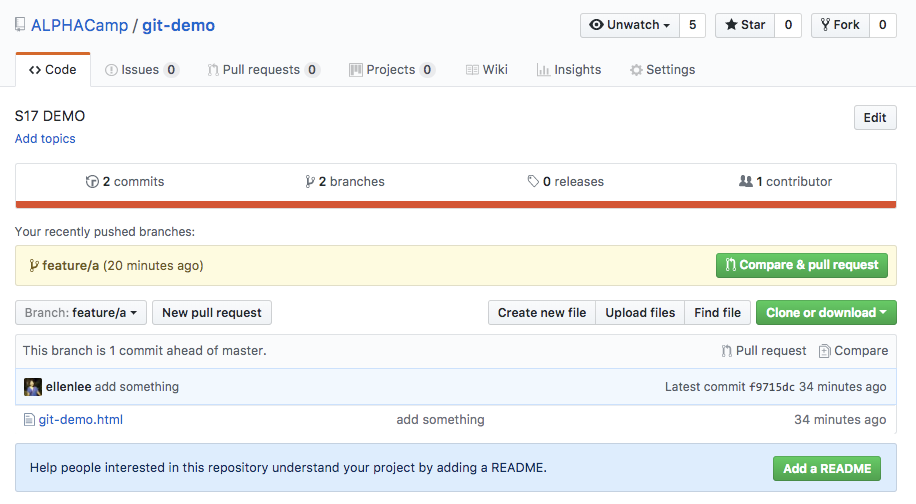 ALPHACamp / git-demo Unwatch 5 Star 0 Fork 0
Code Issues 0 Pull requests 0 Projects 0 Wiki Insights Settings
S17 DEMO Edit
Add topics
2 commits 2 branches 0 releases 1 contributor
Your recently pushed branches:
feature/a (20 minutes ago) Compare & pull request
Branch: feature/a New pull request Create new file Upload files Find file Clone or download
This branch is 1 commit ahead of master. Pull request Compare
ellenlee add something Latest commit f9715dc 34 minutes ago
git-demo.html add something 34 minutes ago
Help people interested in this repository understand your project by adding a README. Add a README